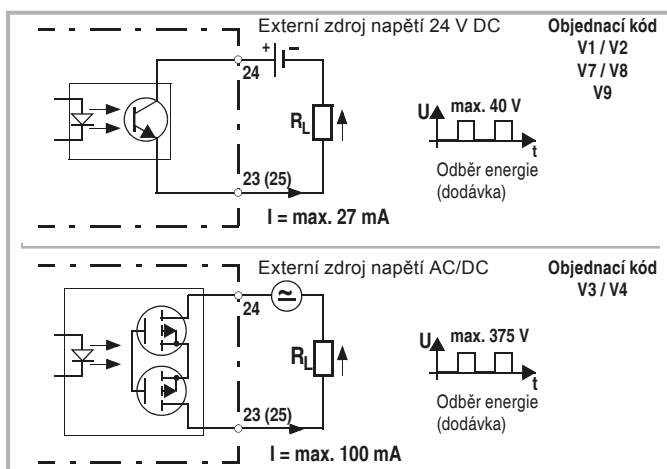 Externí zdroj napětí 24 V DC
Objednací kód
V1 / V2
V7 / V8
V9
+ –
24
RL
U
max. 40 V
t
Odběr energie
(dodávka)
23 (25)
I = max. 27 mA
Externí zdroj napětí AC/DC
Objednací kód
V3 / V4
24
RL
U
max. 375 V
t
Odběr energie
(dodávka)
23 (25)
I = max. 100 mA